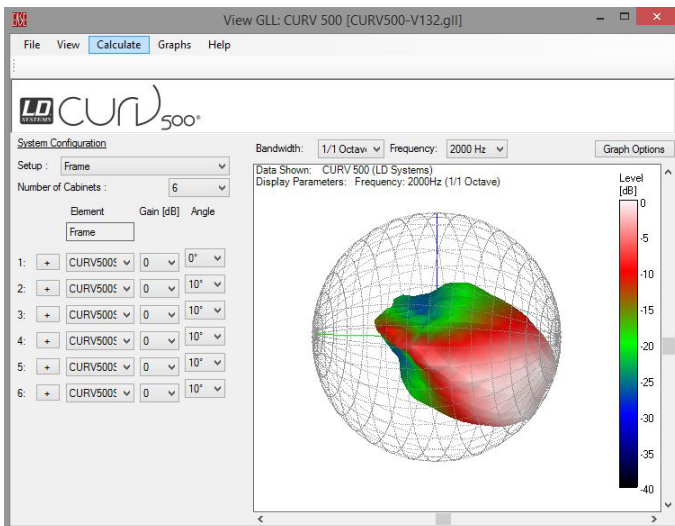 View GLL: CURV 500 [CURV500-V132.gll]
File View Calculate Graphs Help
LD SYSTEMS CURV 500®
System Configuration
Setup : Frame
Number of Cabinets : 6
Element Gain [dB] Angle
Frame
1: + CURV500S 0 0°
2: + CURV500S 0 10°
3: + CURV500S 0 10°
4: + CURV500S 0 10°
5: + CURV500S 0 10°
6: + CURV500S 0 10°
Bandwidth: 1/1 Octav Frequency: 2000 Hz Graph Options
Data Shown: CURV 500 (LD Systems)
Display Parameters: Frequency: 2000Hz (1/1 Octave)
Level
[dB]
0
-5
-10
-15
-20
-25
-30
-35
-40